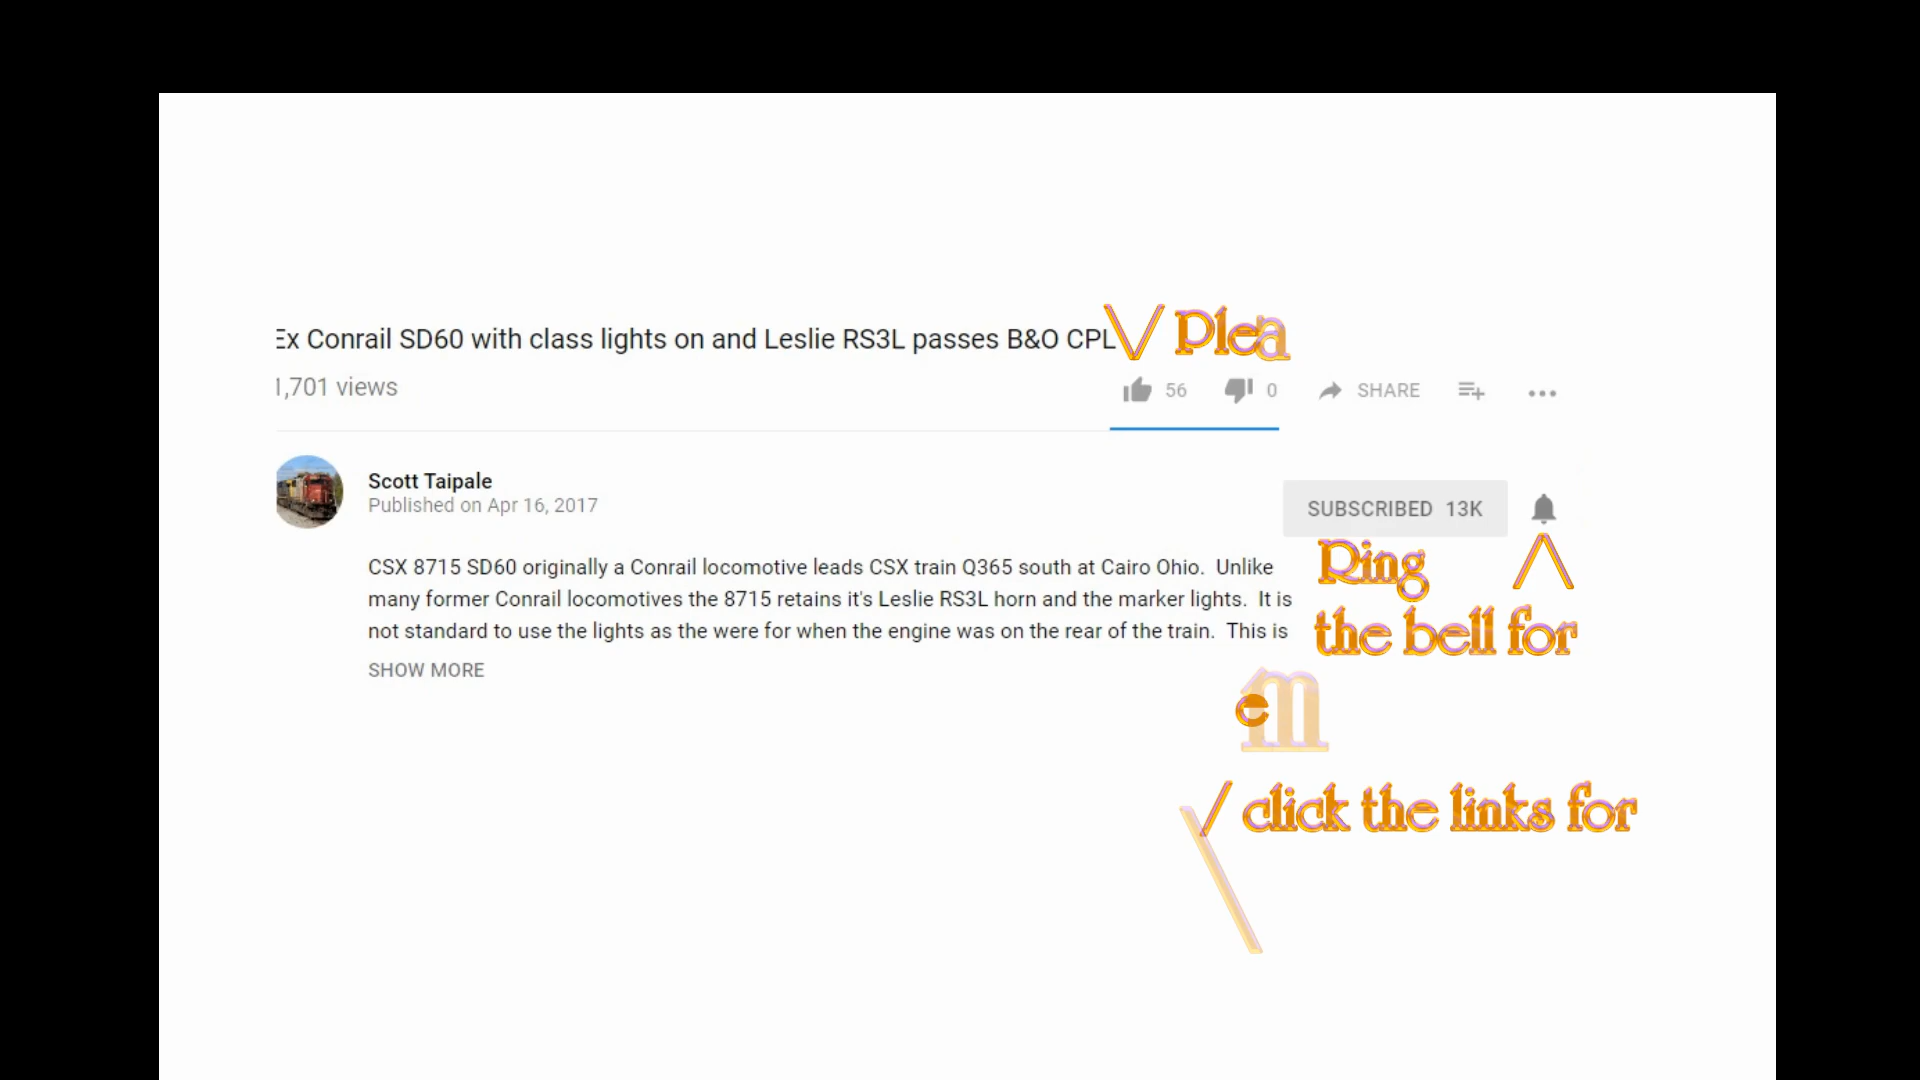 Ex Conrail SD60 with class lights on and Leslie RS3L passes B&O CPL
\/ Plea
1,701 views
56 0 SHARE
Scott Taipale
Published on Apr 16, 2017
SUBSCRIBED 13K
CSX 8715 SD60 originally a Conrail locomotive leads CSX train Q365 south at Cairo Ohio. Unlike
many former Conrail locomotives the 8715 retains it's Leslie RS3L horn and the marker lights. It is
not standard to use the lights as the were for when the engine was on the rear of the train. This is
SHOW MORE
Ring /\
the bell for
em
\/ click the links for